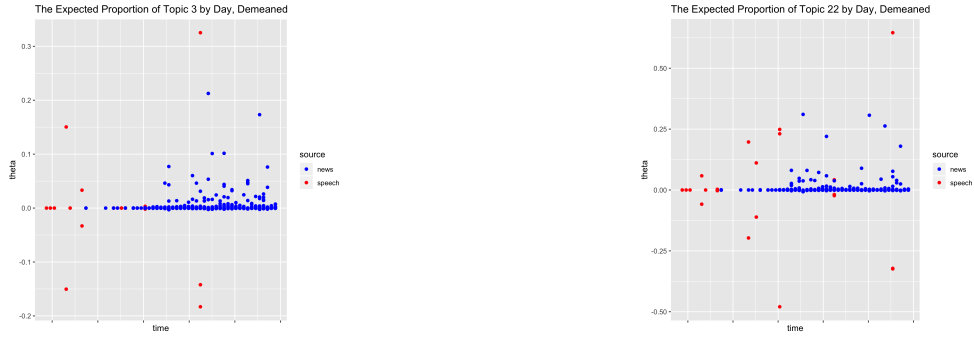 The Expected Proportion of Topic 3 by Day, Demeaned
0.3
0.2
0.1
0.0
-0.1
-0.2
theta
time
source
news
speech
The Expected Proportion of Topic 22 by Day, Demeaned
0.50
0.25
0.00
-0.25
-0.50
theta
time
source
news
speech